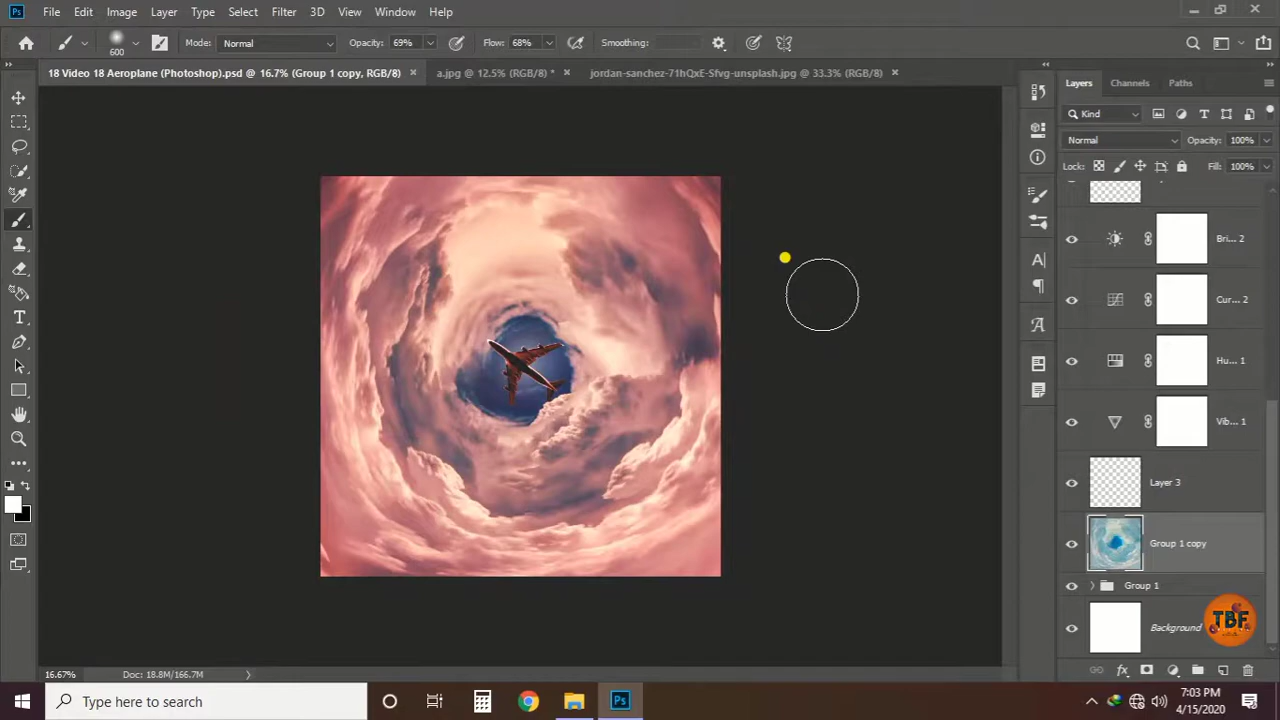 Ps File Edit Image Layer Type Select Filter 3D View Window Help
600 Mode: Normal Opacity: 69% Flow: 68% Smoothing:
18 Video 18 Aeroplane (Photoshop).psd @ 16.7% (Group 1 copy, RGB/8) × a.jpg @ 12.5% (RGB/8) * × jordan-sanchez-71hQxE-Sfvg-unsplash.jpg @ 33.3% (RGB/8) ×
Layers Channels Paths
Kind
Normal Opacity: 100%
Lock: Fill: 100%
Bri... 2
Cur... 2
Hu... 1
Vib... 1
Layer 3
Group 1 copy
Group 1
Background
TBF
16.67% Doc: 18.8M/166.7M
Type here to search
Ps
7:03 PM
4/15/2020